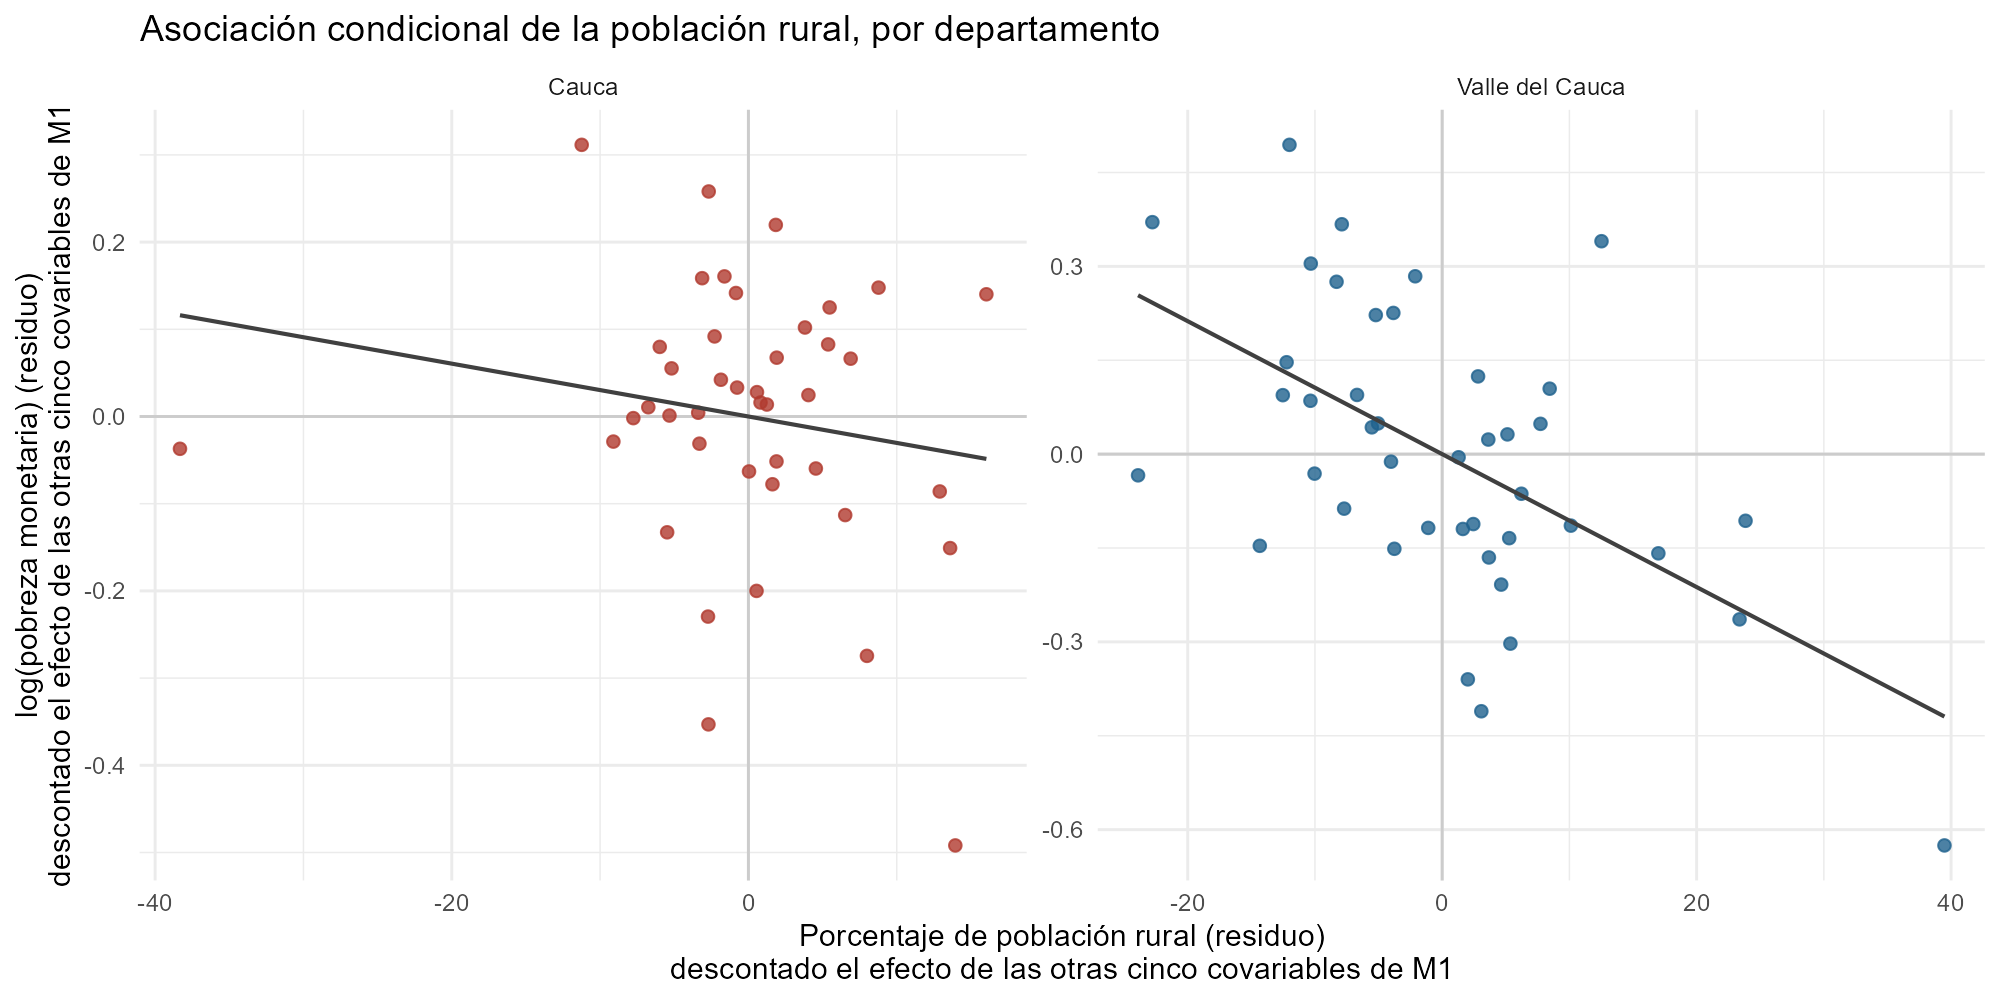 Asociación condicional de la población rural, por departamento
Cauca
Valle del Cauca
log(pobreza monetaria) (residuo)
descontado el efecto de las otras cinco covariables de M1
0.2
0.0
-0.2
-0.4
0.3
0.0
-0.3
-0.6
-40
-20
0
-20
0
20
40
Porcentaje de población rural (residuo)
descontado el efecto de las otras cinco covariables de M1